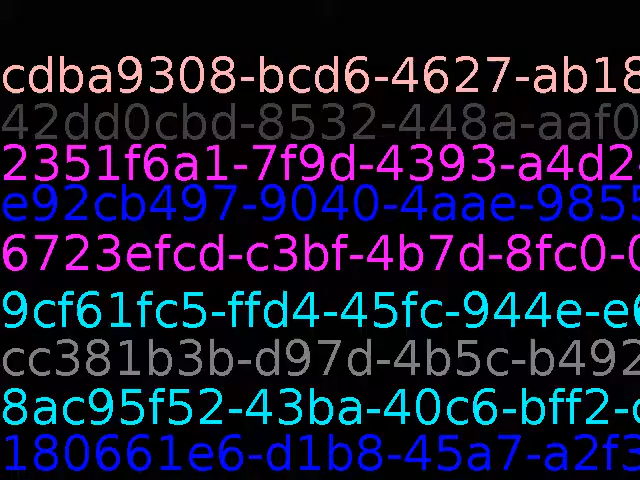 cdba9308-bcd6-4627-ab18
42dd0cbd-8532-448a-aaf0
2351f6a1-7f9d-4393-a4d2-
e92cb497-9040-4aae-9855
6723efcd-c3bf-4b7d-8fc0-0
9cf61fc5-ffd4-45fc-944e-e6
cc381b3b-d97d-4b5c-b492
8ac95f52-43ba-40c6-bff2-
180661e6-d1b8-45a7-a2f3